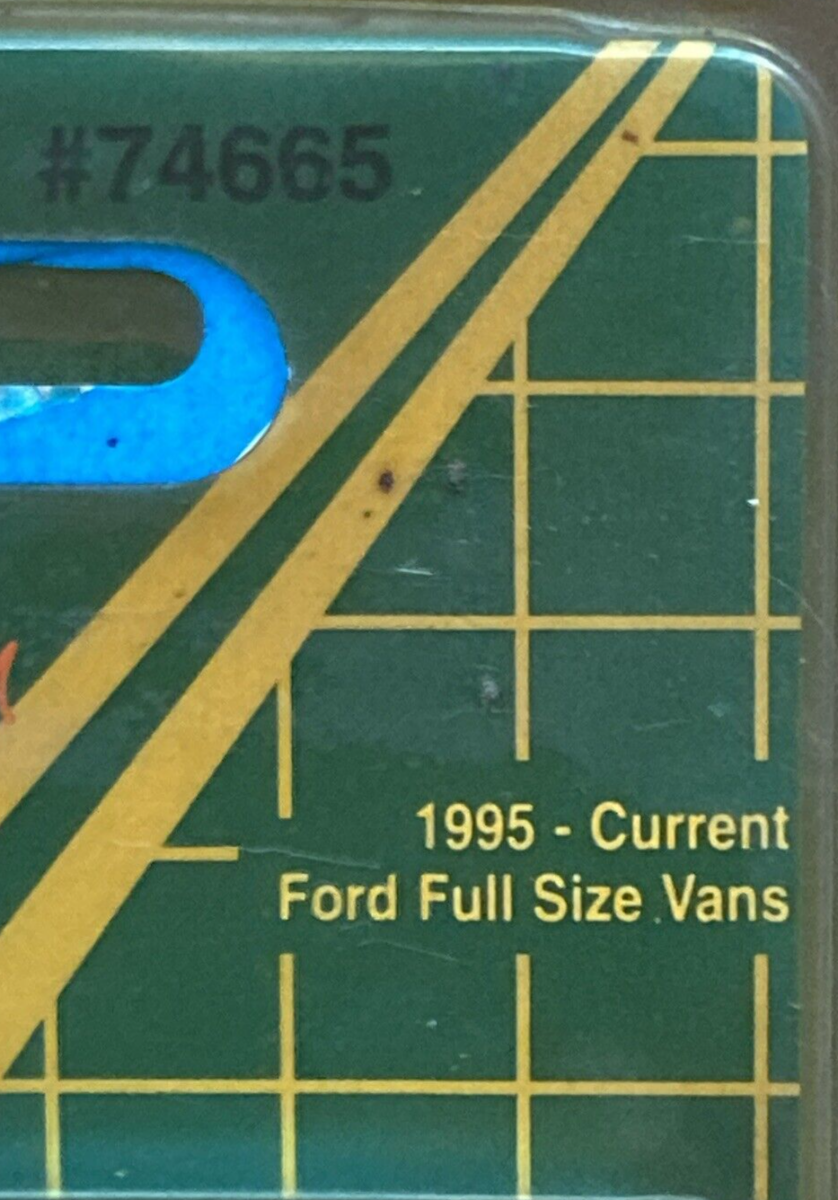 #74665
1995 - Current
Ford Full Size Vans